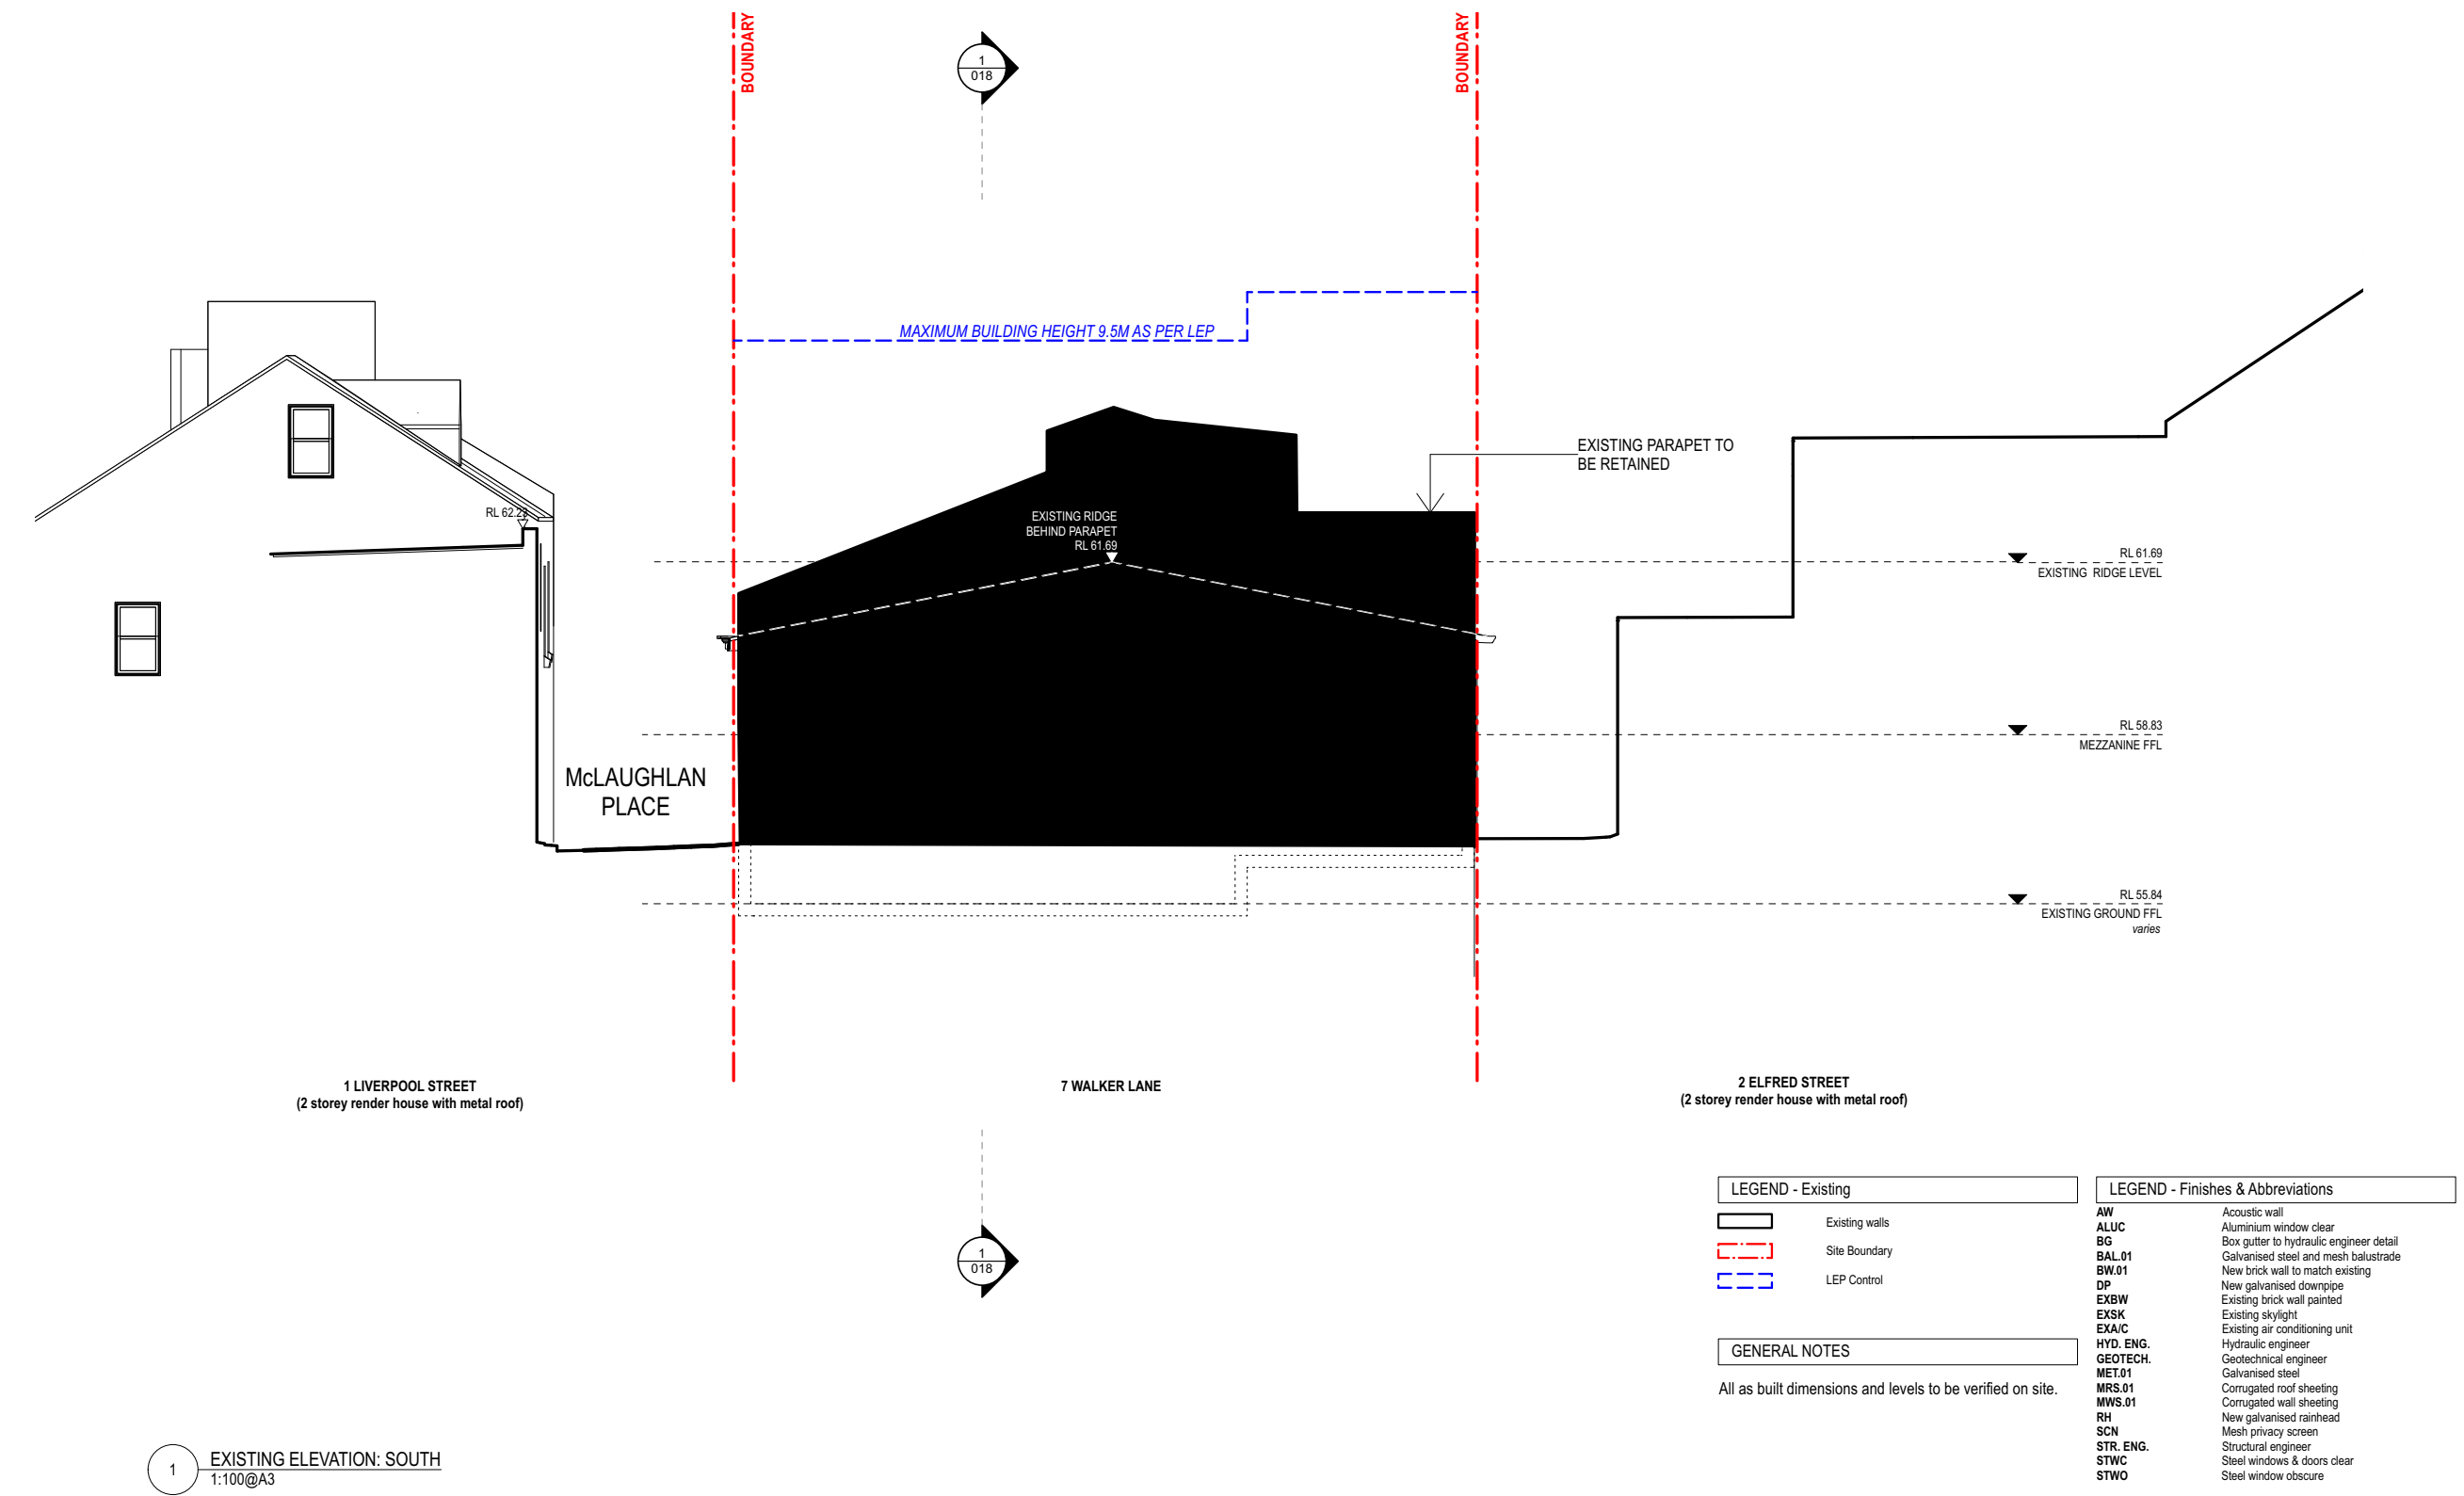 BOUNDARY
BOUNDARY
1
018
MAXIMUM BUILDING HEIGHT 9.5M AS PER LEP
EXISTING PARAPET TO
BE RETAINED
RL 62.23
EXISTING RIDGE
BEHIND PARAPET
RL 61.69
RL 61.69
EXISTING RIDGE LEVEL
RL 58.83
MEZZANINE FFL
McLAUGHLAN
PLACE
RL 55.84
EXISTING GROUND FFL
varies
1 LIVERPOOL STREET
(2 storey render house with metal roof)
7 WALKER LANE
2 ELFRED STREET
(2 storey render house with metal roof)
1
018
LEGEND - Existing
Existing walls
Site Boundary
LEP Control
GENERAL NOTES
All as built dimensions and levels to be verified on site.
LEGEND - Finishes & Abbreviations
AW Acoustic wall
ALUC Aluminium window clear
BG Box gutter to hydraulic engineer detail
BAL.01 Galvanised steel and mesh balustrade
BW.01 New brick wall to match existing
DP New galvanised downpipe
EXBW Existing brick wall painted
EXSK Existing skylight
EXA/C Existing air conditioning unit
HYD. ENG. Hydraulic engineer
GEOTECH. Geotechnical engineer
MET.01 Galvanised steel
MRS.01 Corrugated roof sheeting
MWS.01 Corrugated wall sheeting
RH New galvanised rainhead
SCN Mesh privacy screen
STR. ENG. Structural engineer
STWC Steel windows & doors clear
STWO Steel window obscure
1
EXISTING ELEVATION: SOUTH
1:100@A3